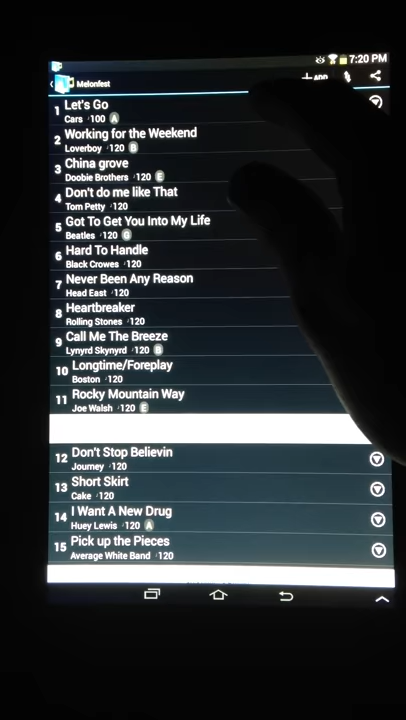 7:20 PM
Melonfest
ADD
1 Let's Go
Cars ♩100 A
2 Working for the Weekend
Loverboy ♩120 B
3 China grove
Doobie Brothers ♩120 E
4 Don't do me like That
Tom Petty ♩120
5 Got To Get You Into My Life
Beatles ♩120 G
6 Hard To Handle
Black Crowes ♩120
7 Never Been Any Reason
Head East ♩120
8 Heartbreaker
Rolling Stones ♩120
9 Call Me The Breeze
Lynyrd Skynyrd ♩120 B
10 Longtime/Foreplay
Boston ♩120
11 Rocky Mountain Way
Joe Walsh ♩120 E
12 Don't Stop Believin
Journey ♩120
13 Short Skirt
Cake ♩120
14 I Want A New Drug
Huey Lewis ♩120 A
15 Pick up the Pieces
Average White Band ♩120